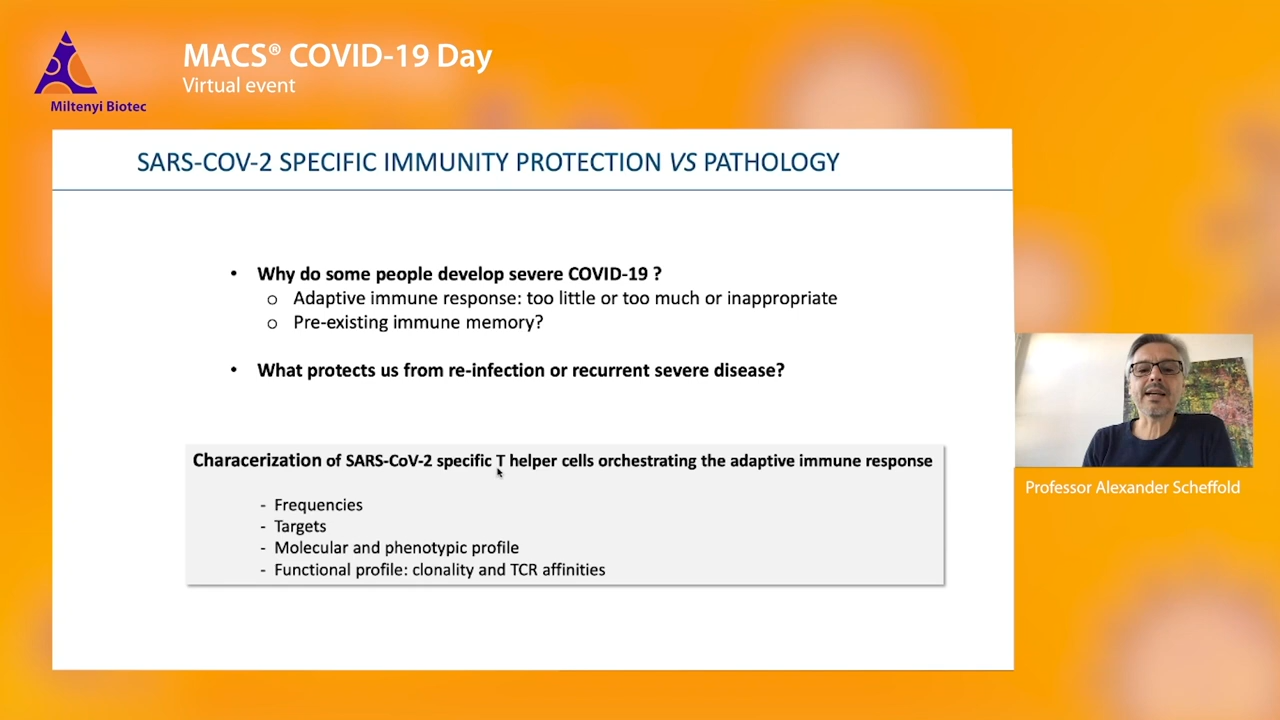 MACS® COVID-19 Day
Virtual event
Miltenyi Biotec
SARS-COV-2 SPECIFIC IMMUNITY PROTECTION VS PATHOLOGY
• Why do some people develop severe COVID-19 ?
o Adaptive immune response: too little or too much or inappropriate
o Pre-existing immune memory?
• What protects us from re-infection or recurrent severe disease?
Characerization of SARS-CoV-2 specific T helper cells orchestrating the adaptive immune response
- Frequencies
- Targets
- Molecular and phenotypic profile
- Functional profile: clonality and TCR affinities
Professor Alexander Scheffold